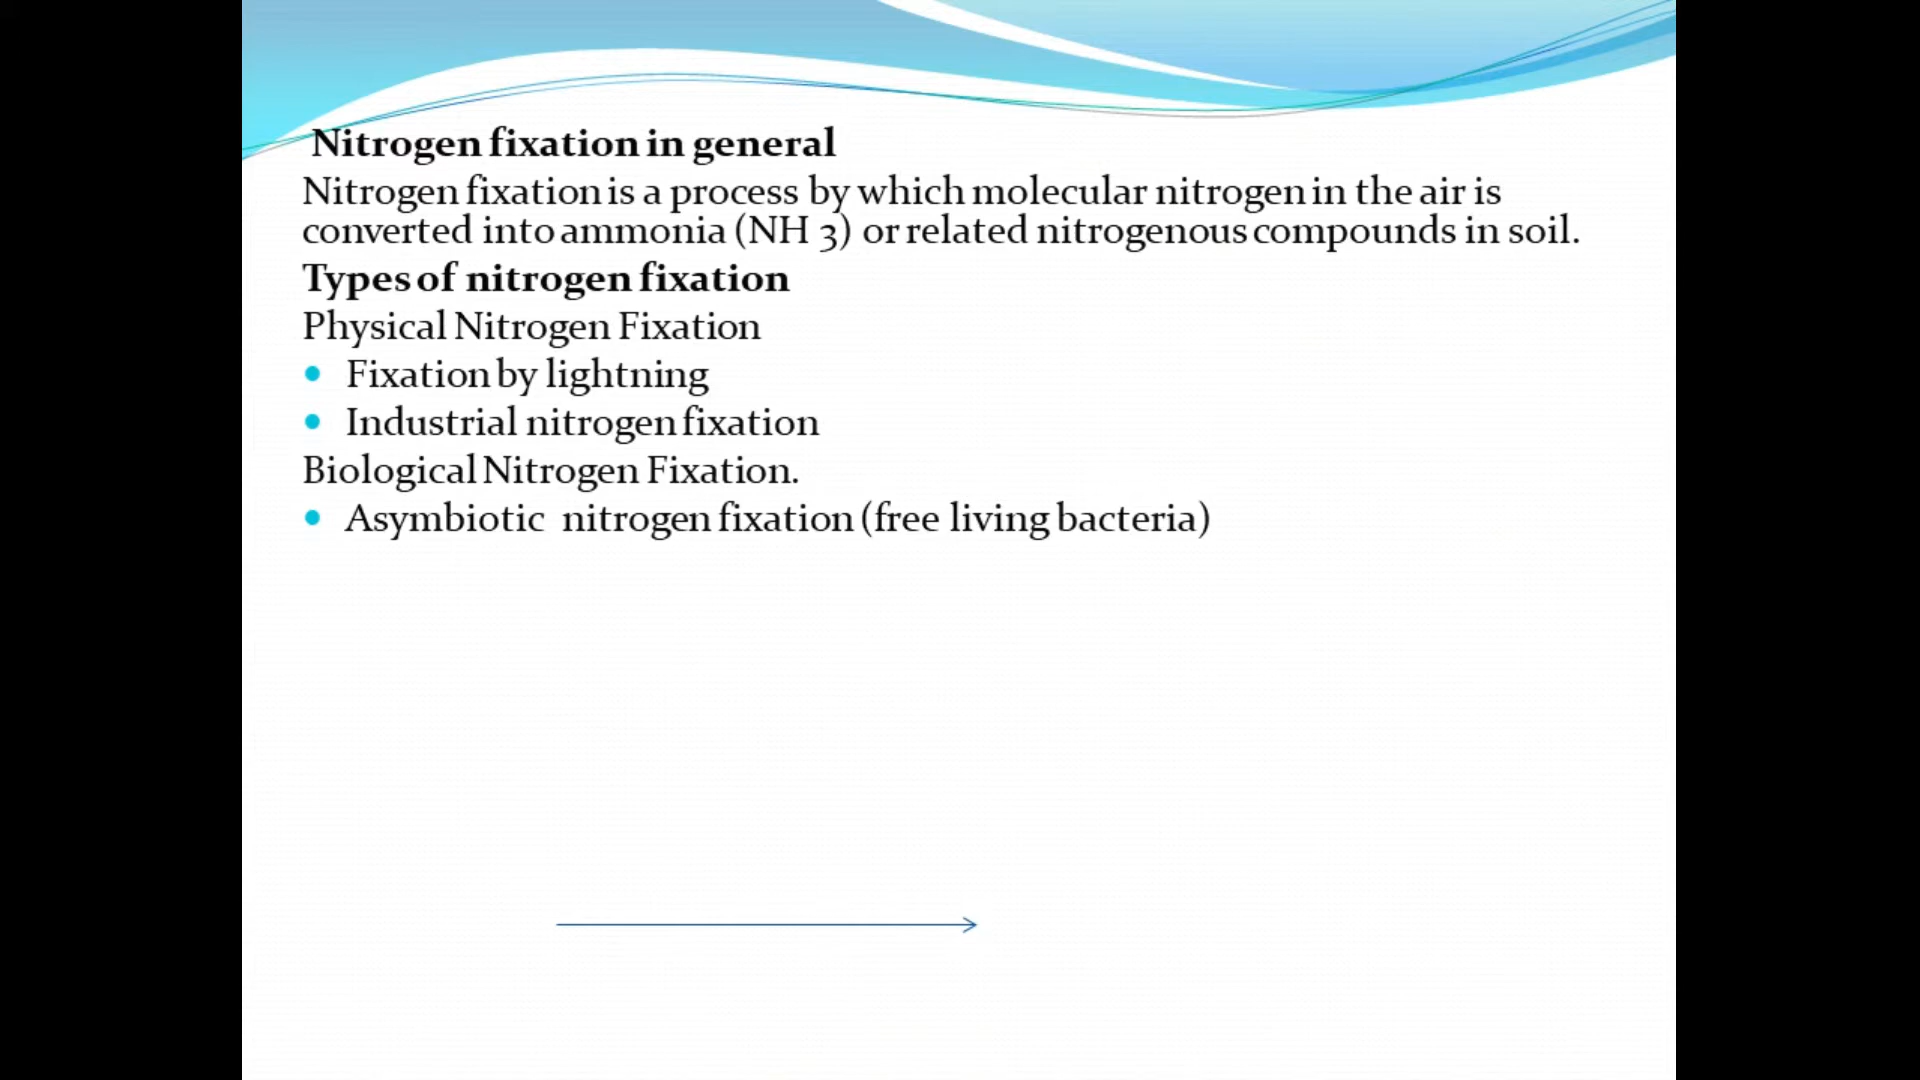 Nitrogen fixation in general
Nitrogen fixation is a process by which molecular nitrogen in the air is
converted into ammonia (NH 3) or related nitrogenous compounds in soil.
Types of nitrogen fixation
Physical Nitrogen Fixation
• Fixation by lightning
• Industrial nitrogen fixation
Biological Nitrogen Fixation.
• Asymbiotic nitrogen fixation (free living bacteria)